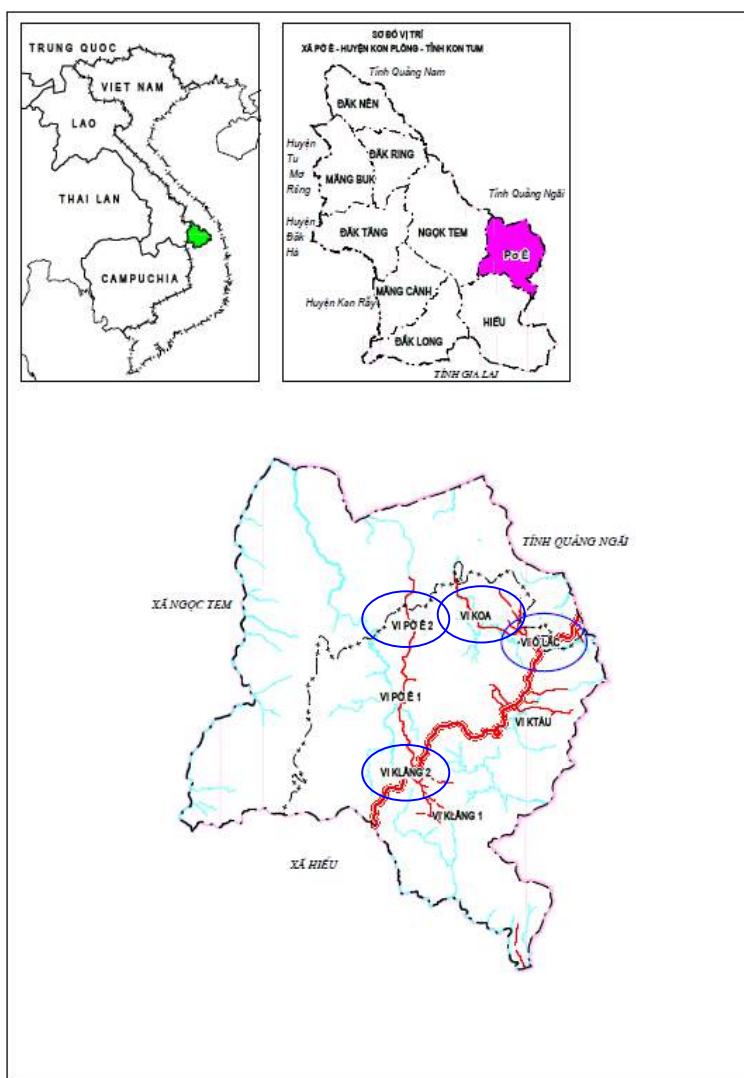 TRUNG QUOC
VIET NAM
LAO
THAI LAN
CAMPUCHIA
SƠ ĐỒ VỊ TRÍ
XÃ PỜ Ê - HUYỆN KON PLÔNG - TỈNH KON TUM
Tỉnh Quảng Nam
ĐĂK NÊN
Huyện
Tu
Mơ
Rông
ĐĂK RING
MĂNG BUK
Tỉnh Quảng Ngãi
Huyện
Đăk
Hà
ĐĂK TĂNG
NGỌK TEM
PỜ Ê
MĂNG CÀNH
Huyện Kon Rẫy
HIẾU
ĐĂK LONG
TỈNH GIA LAI
TỈNH QUẢNG NGÃI
XÃ NGỌC TEM
VI PỜ Ê 2
VI KOA
VI Ô LẮC
VI PỜ Ê 1
VI KTÀU
VI KLÂNG 2
VI KLÂNG 1
XÃ HIẾU